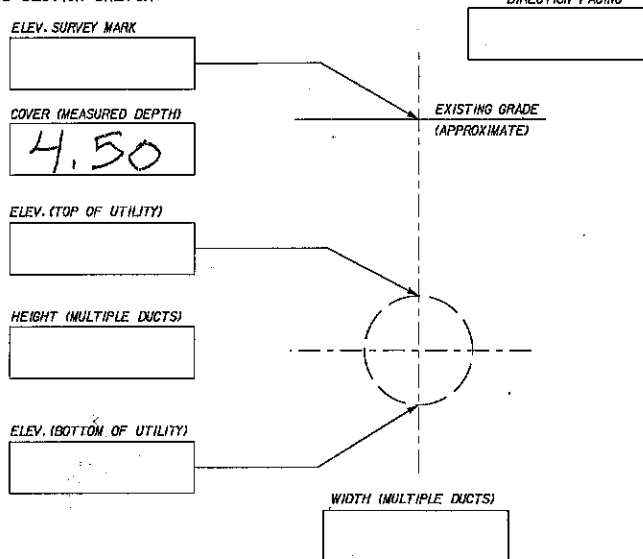 DIRECTION FACING
ELEV. SURVEY MARK
COVER (MEASURED DEPTH)
4.50
EXISTING GRADE
(APPROXIMATE)
ELEV. (TOP OF UTILITY)
HEIGHT (MULTIPLE DUCTS)
ELEV. (BOTTOM OF UTILITY)
WIDTH (MULTIPLE DUCTS)